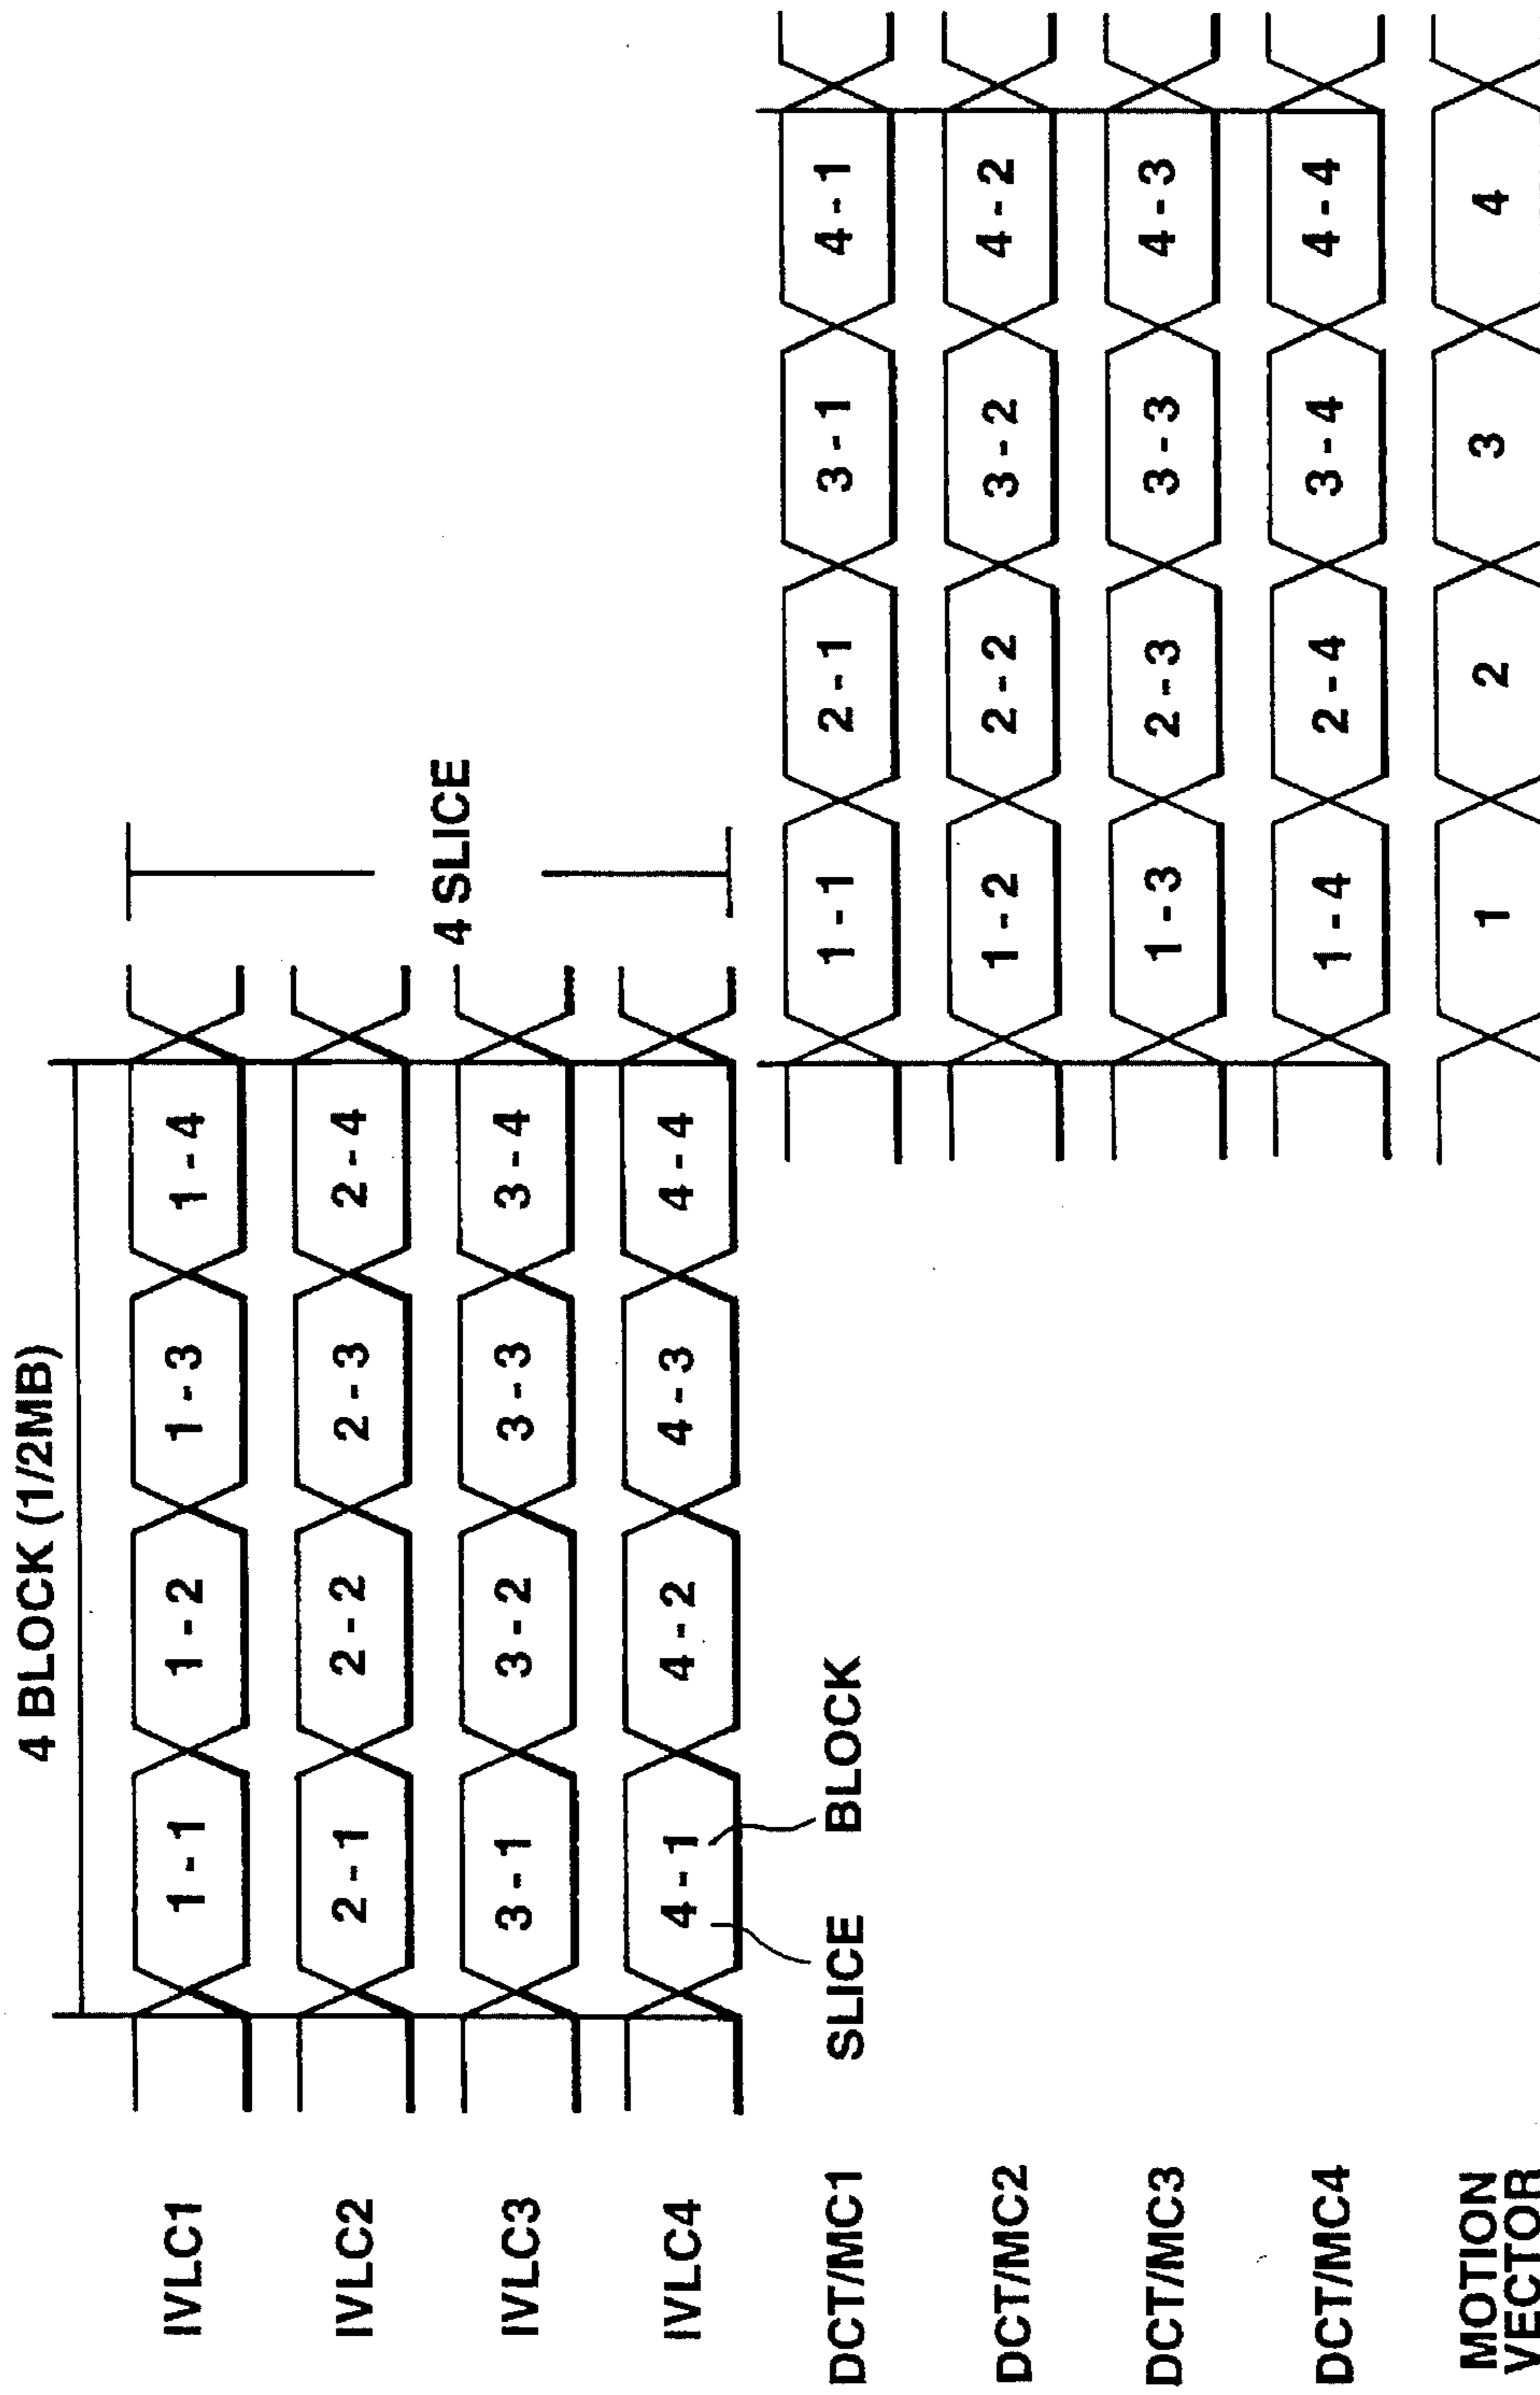 4 BLOCK (1/2MB)
IVLC1 1-1 1-2 1-3 1-4
IVLC2 2-1 2-2 2-3 2-4
IVLC3 3-1 3-2 3-3 3-4
IVLC4 4-1 4-2 4-3 4-4
4 SLICE
SLICE BLOCK
DCT/MC1 1-1 2-1 3-1 4-1
DCT/MC2 1-2 2-2 3-2 4-2
DCT/MC3 1-3 2-3 3-3 4-3
DCT/MC4 1-4 2-4 3-4 4-4
MOTION 1 2 3 4
VECTOR